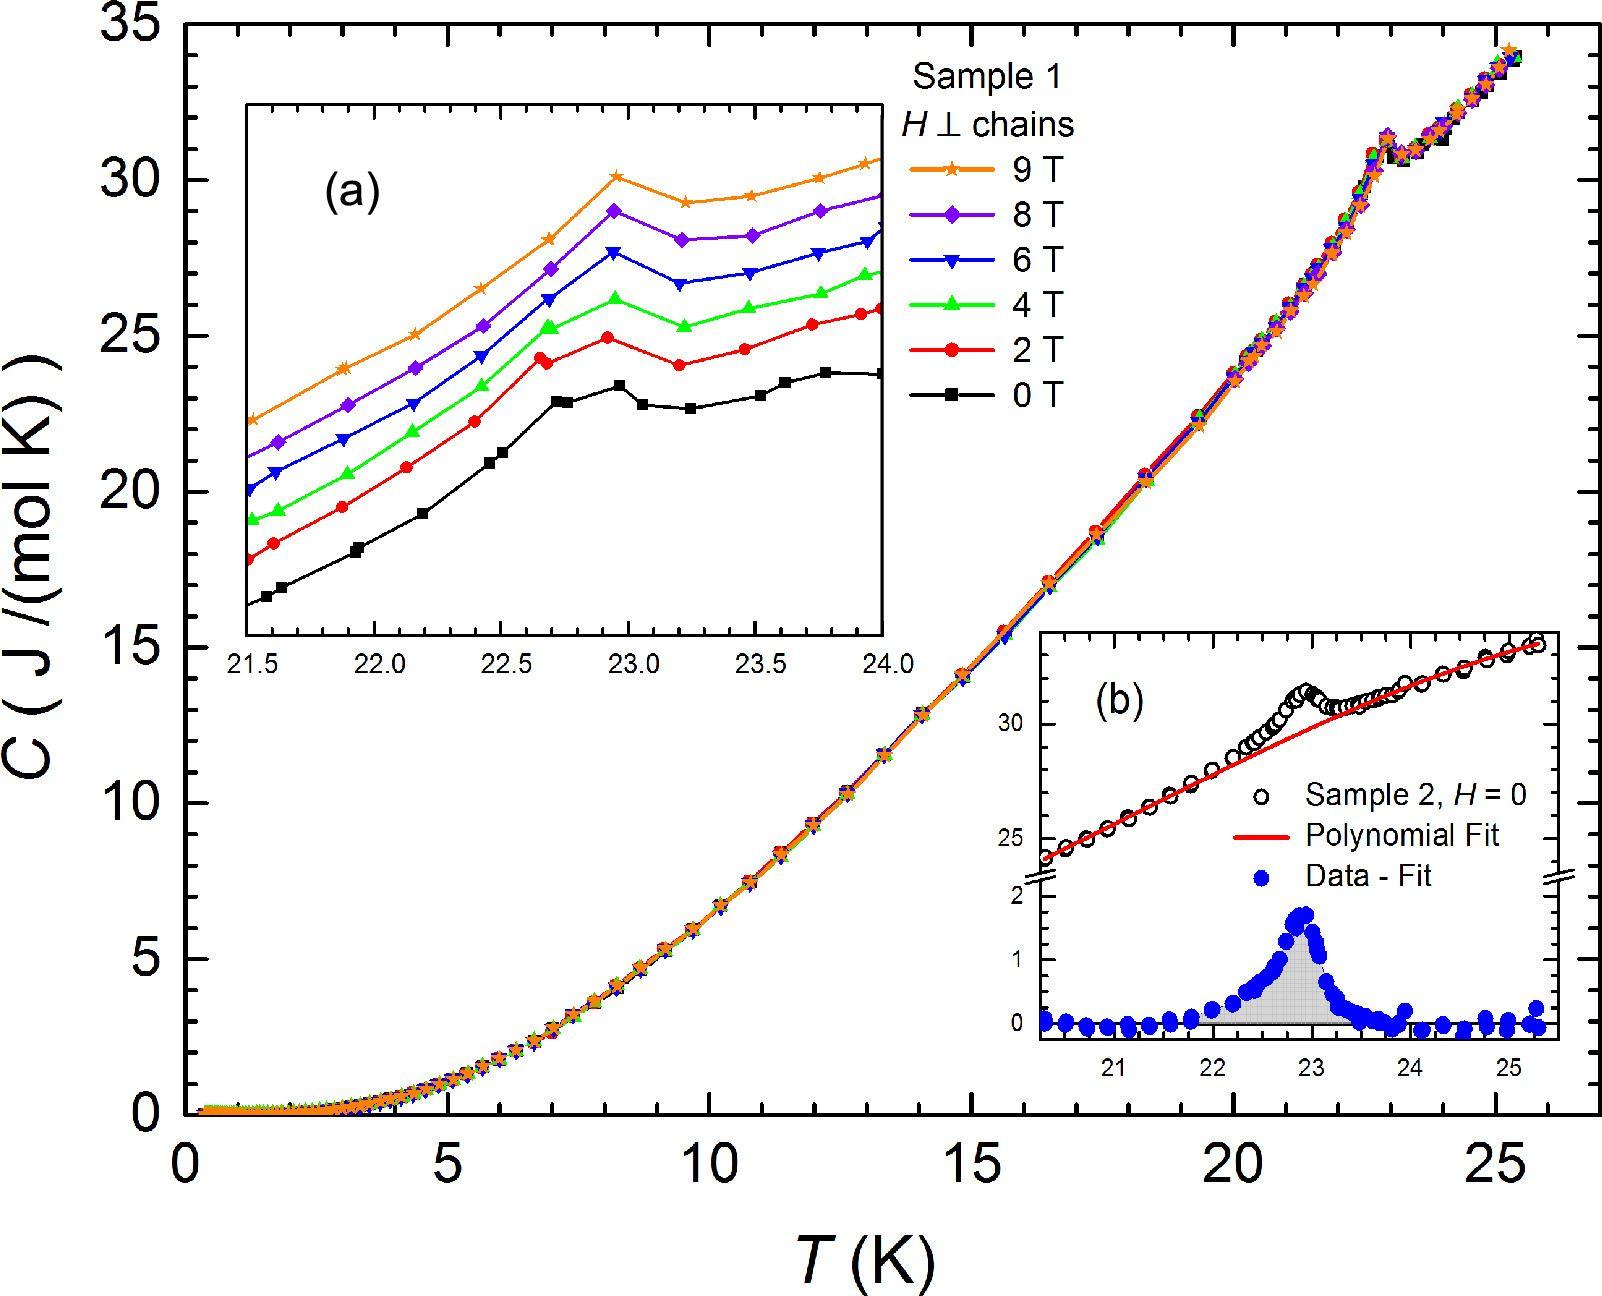 35
30
25
20
15
10
5
0
C ( J /(mol K) )
0
5
10
15
20
25
T (K)
(a)
21.5
22.0
22.5
23.0
23.5
24.0
Sample 1
H ⊥ chains
9 T
8 T
6 T
4 T
2 T
0 T
(b)
30
25
2
1
0
Sample 2, H = 0
Polynomial Fit
Data - Fit
21
22
23
24
25